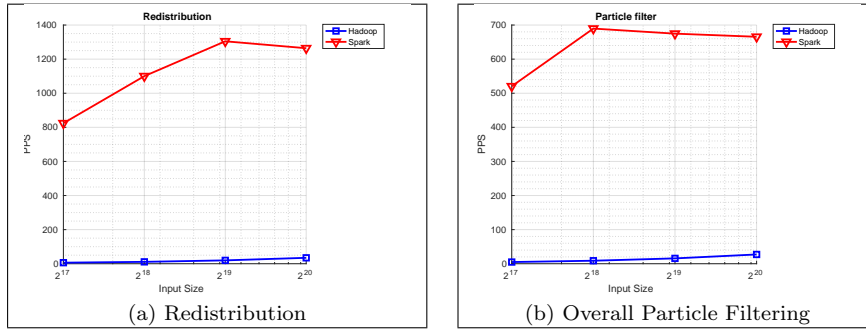 Redistribution
Hadoop
Spark
1400
1200
1000
800
600
400
200
0
PPS
2^17
2^18
2^19
2^20
Input Size
(a) Redistribution
Particle filter
Hadoop
Spark
700
600
500
400
300
200
100
0
PPS
2^17
2^18
2^19
2^20
Input Size
(b) Overall Particle Filtering